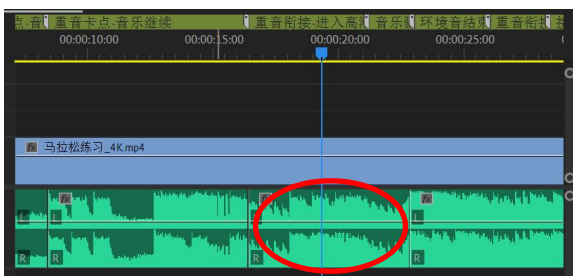 点-音 重音卡点-音乐继续 重音衔接-进入高潮 音乐 环境音结束 重音衔接
00:00:10:00 00:00:15:00 00:00:20:00 00:00:25:00
fx 马拉松练习_4K.mp4
fx fx fx
L L L L
R R R R